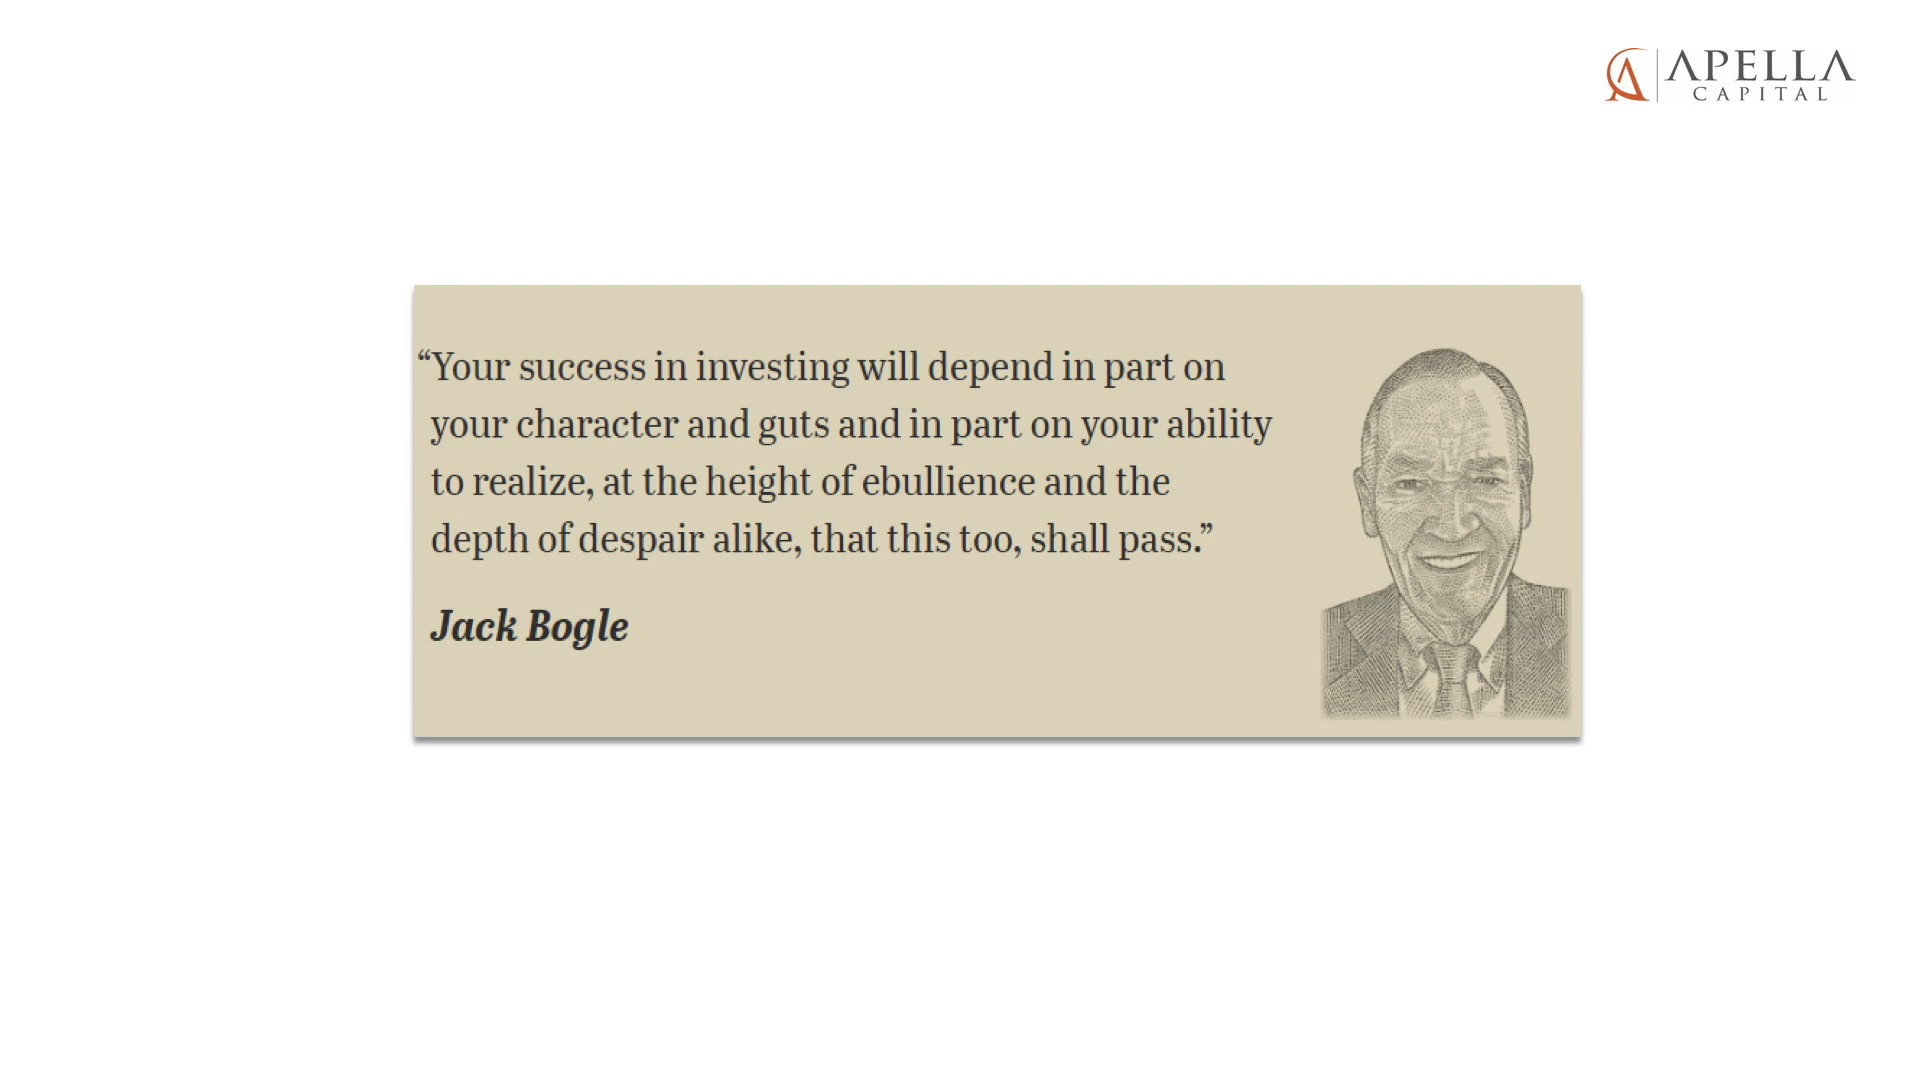 APELLA
CAPITAL
“Your success in investing will depend in part on
your character and guts and in part on your ability
to realize, at the height of ebullience and the
depth of despair alike, that this too, shall pass.”
Jack Bogle